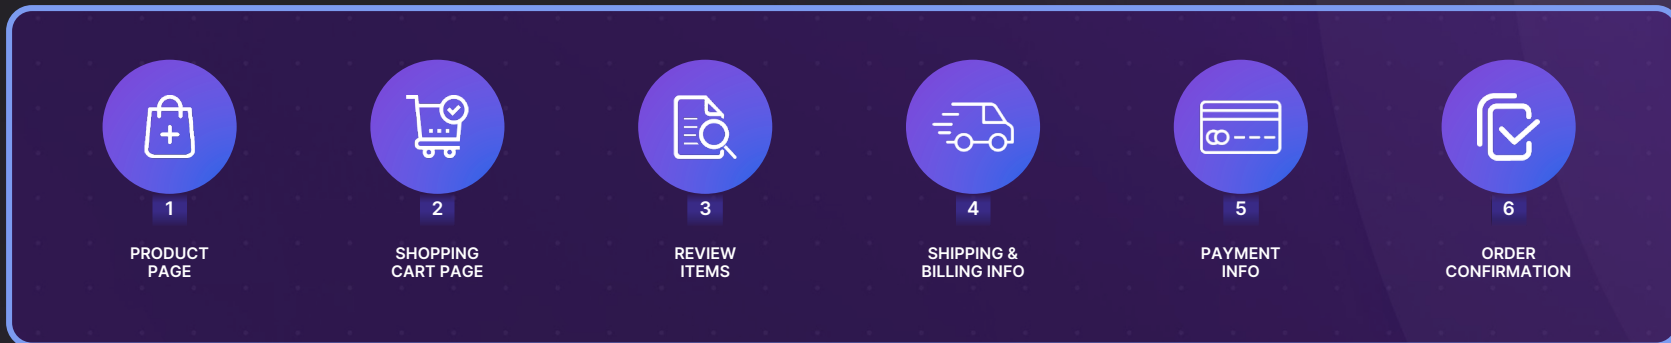 1
PRODUCT
PAGE
2
SHOPPING
CART PAGE
3
REVIEW
ITEMS
4
SHIPPING &
BILLING INFO
5
PAYMENT
INFO
6
ORDER
CONFIRMATION